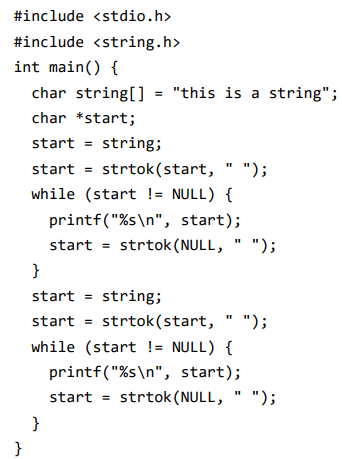 #include <stdio.h>
#include <string.h>
int main() {
  char string[] = "this is a string";
  char *start;
  start = string;
  start = strtok(start, " ");
  while (start != NULL) {
    printf("%s\n", start);
    start = strtok(NULL, " ");
  }
  start = string;
  start = strtok(start, " ");
  while (start != NULL) {
    printf("%s\n", start);
    start = strtok(NULL, " ");
  }
}